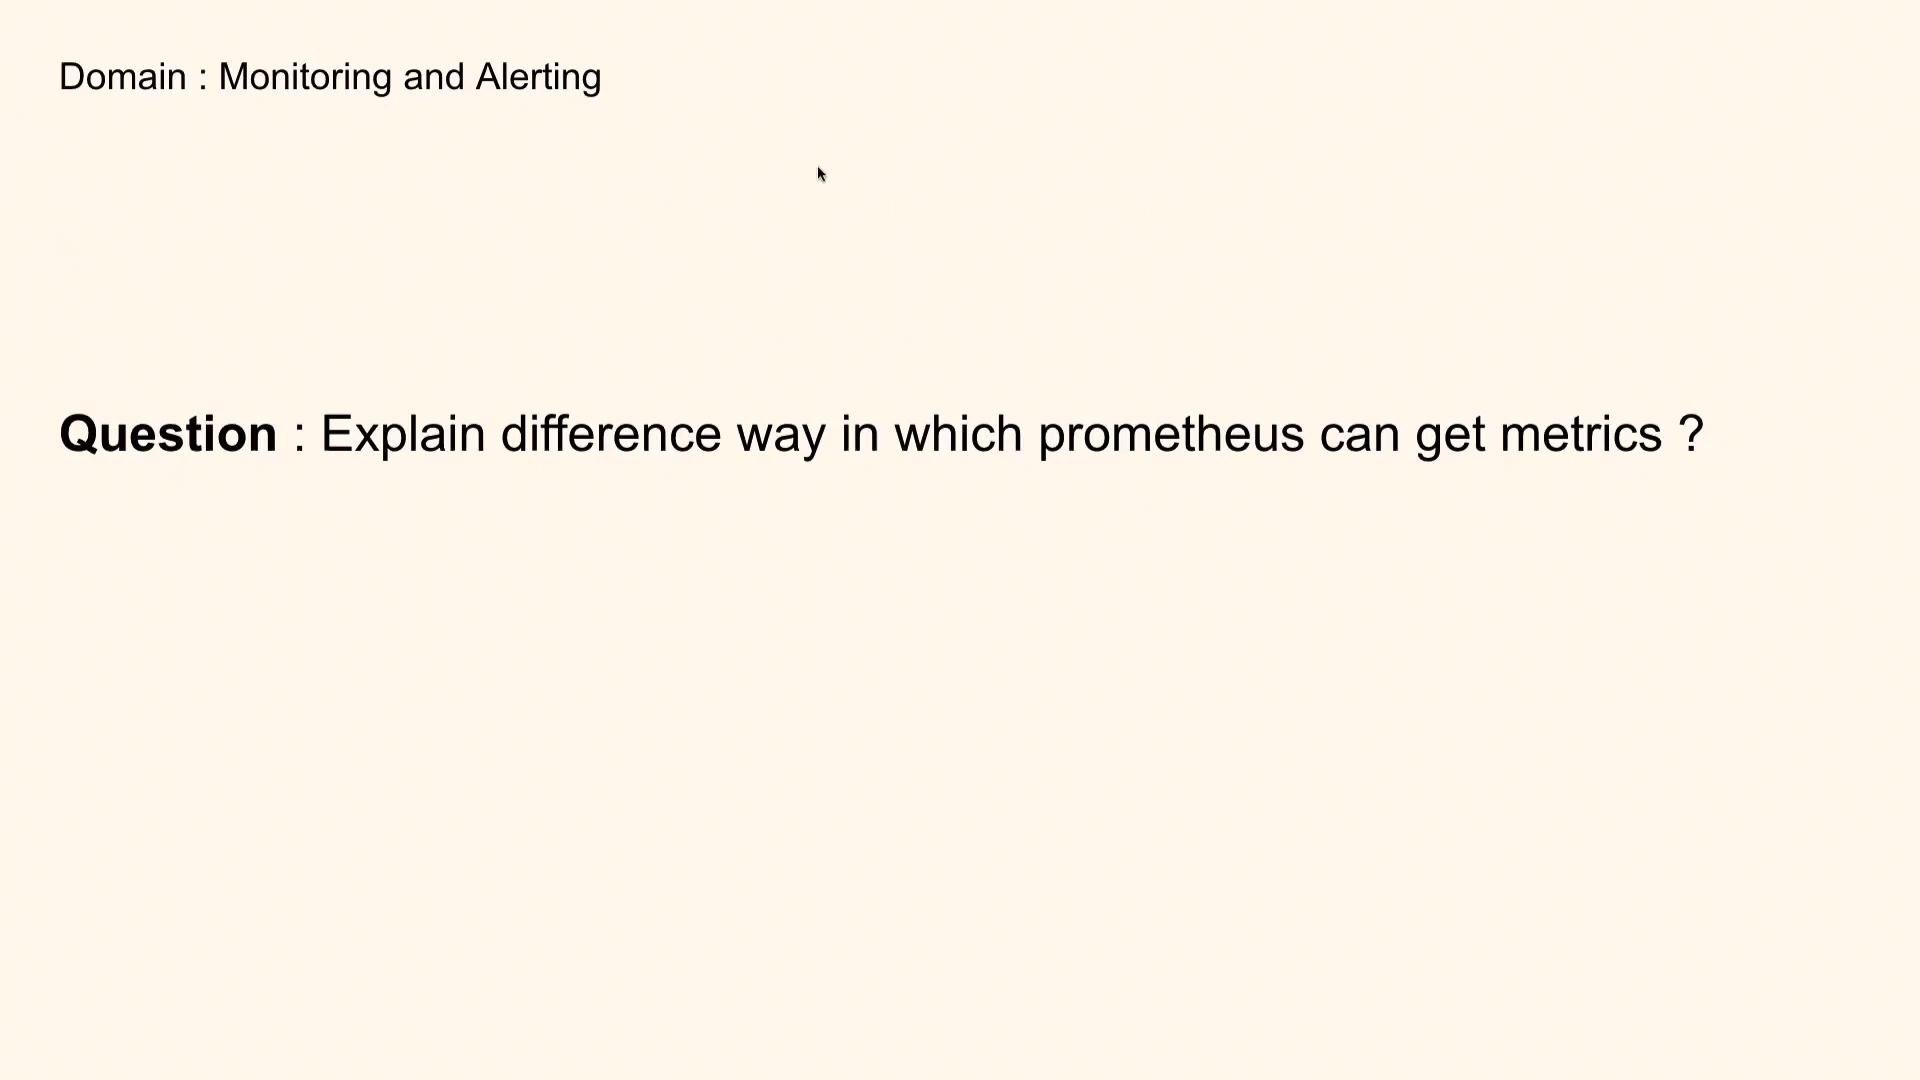 Domain : Monitoring and Alerting
Question : Explain difference way in which prometheus can get metrics ?